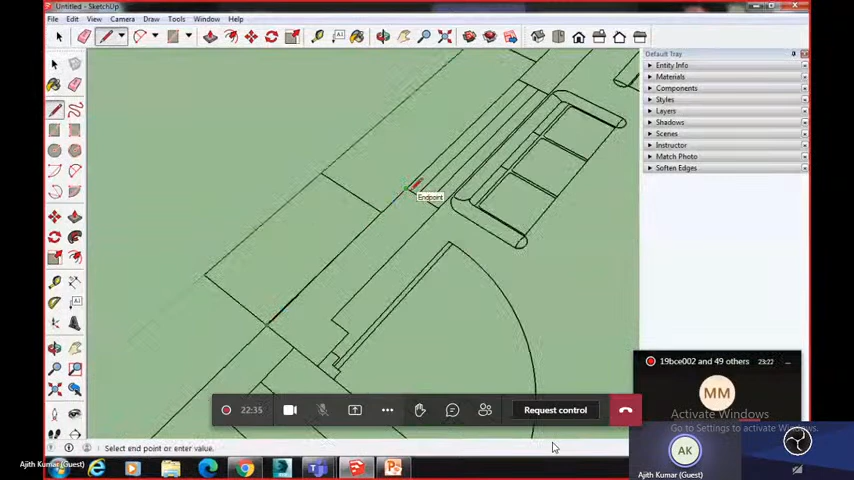 Untitled - SketchUp
File Edit View Camera Draw Tools Window Help
Default Tray
Entity Info
Materials
Components
Styles
Layers
Shadows
Scenes
Instructor
Match Photo
Soften Edges
Endpoint
19bce002 and 49 others 23:22
MM
22:35 Request control
Activate Windows
Go to Settings to activate Windows.
AK
Select end point or enter value.
Ajith Kumar (Guest)
Ajith Kumar (Guest)